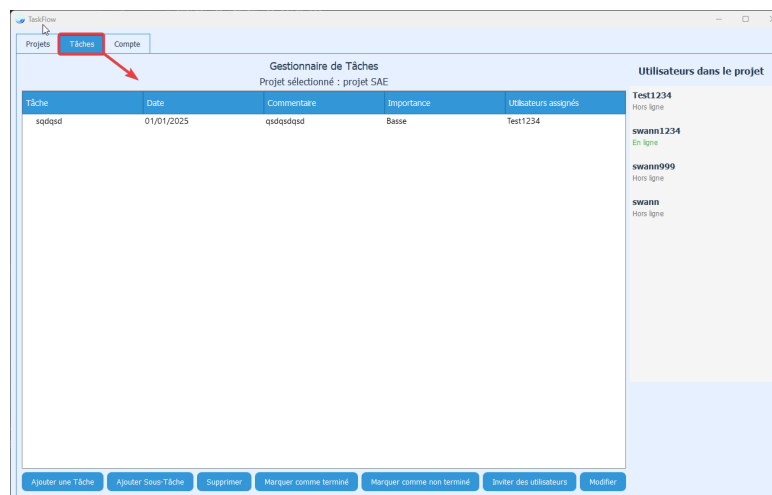 TaskFlow
Projets Tâches Compte
Gestionnaire de Tâches
Projet sélectionné : projet SAE
Utilisateurs dans le projet
Tâche Date Commentaire Importance Utilisateurs assignés
sqdqsd 01/01/2025 qsdqsdqsd Basse Test1234
Test1234
Hors ligne
swann1234
En ligne
swann999
Hors ligne
swann
Hors ligne
Ajouter une Tâche Ajouter Sous-Tâche Supprimer Marquer comme terminé Marquer comme non terminé Inviter des utilisateurs Modifier